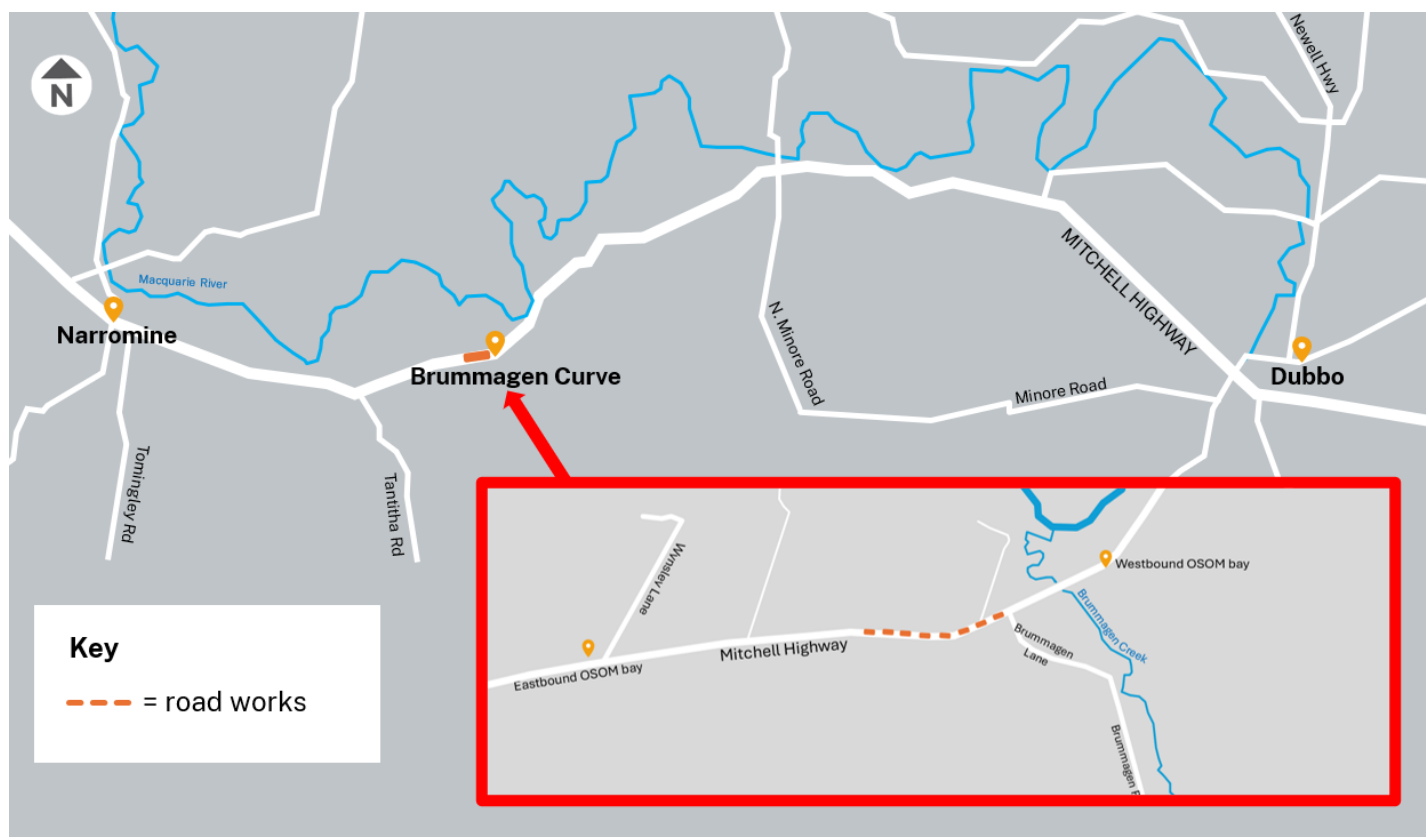 N
Newell Hwy
Macquarie River
Narromine
MITCHELL HIGHWAY
N. Minore Road
Brummagen Curve
Dubbo
Minore Road
Tomingley Rd
Tantitha Rd
Wynsley Lane
Westbound OSOM bay
Brummagen Creek
Brummagen
Lane
Mitchell Highway
Eastbound OSOM bay
Brummagen
Key
= road works